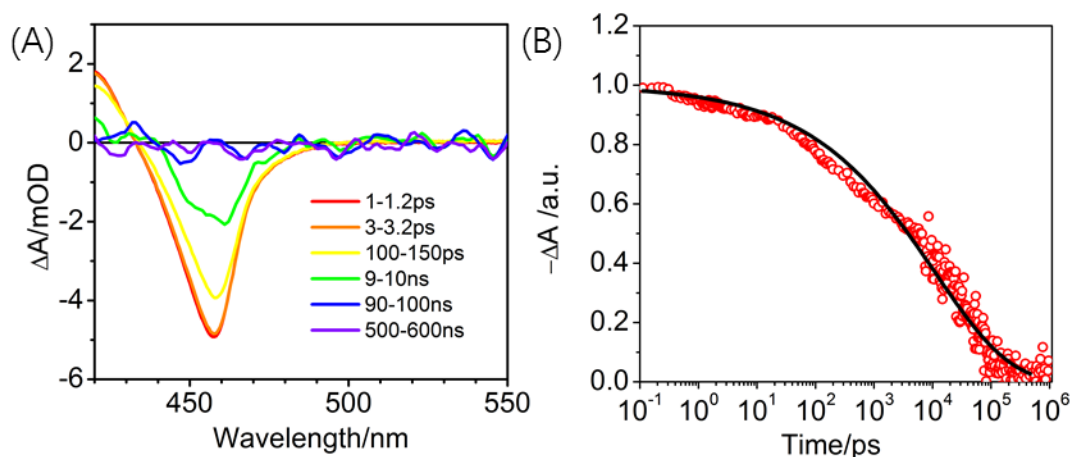 (A)
ΔA/mOD
2
0
-2
-4
-6
1-1.2ps
3-3.2ps
100-150ps
9-10ns
90-100ns
500-600ns
450
500
550
Wavelength/nm
(B)
−ΔA /a.u.
1.2
1.0
0.8
0.6
0.4
0.2
0.0
10⁻¹ 10⁰ 10¹ 10² 10³ 10⁴ 10⁵ 10⁶
Time/ps